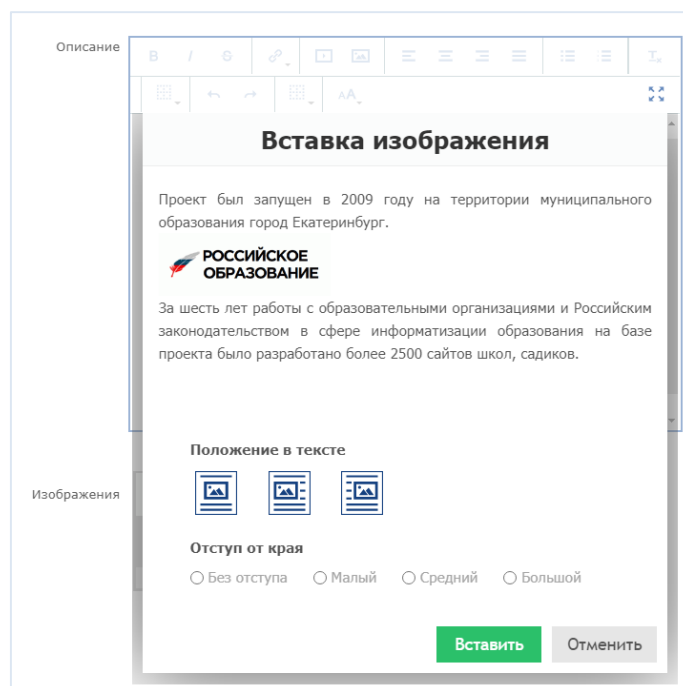 Описание
B I S
AA
Вставка изображения
Проект был запущен в 2009 году на территории муниципального
образования город Екатеринбург.
РОССИЙСКОЕ
ОБРАЗОВАНИЕ
За шесть лет работы с образовательными организациями и Российским
законодательством в сфере информатизации образования на базе
проекта было разработано более 2500 сайтов школ, садиков.
Положение в тексте
Изображения
Отступ от края
Без отступа Малый Средний Большой
Вставить Отменить